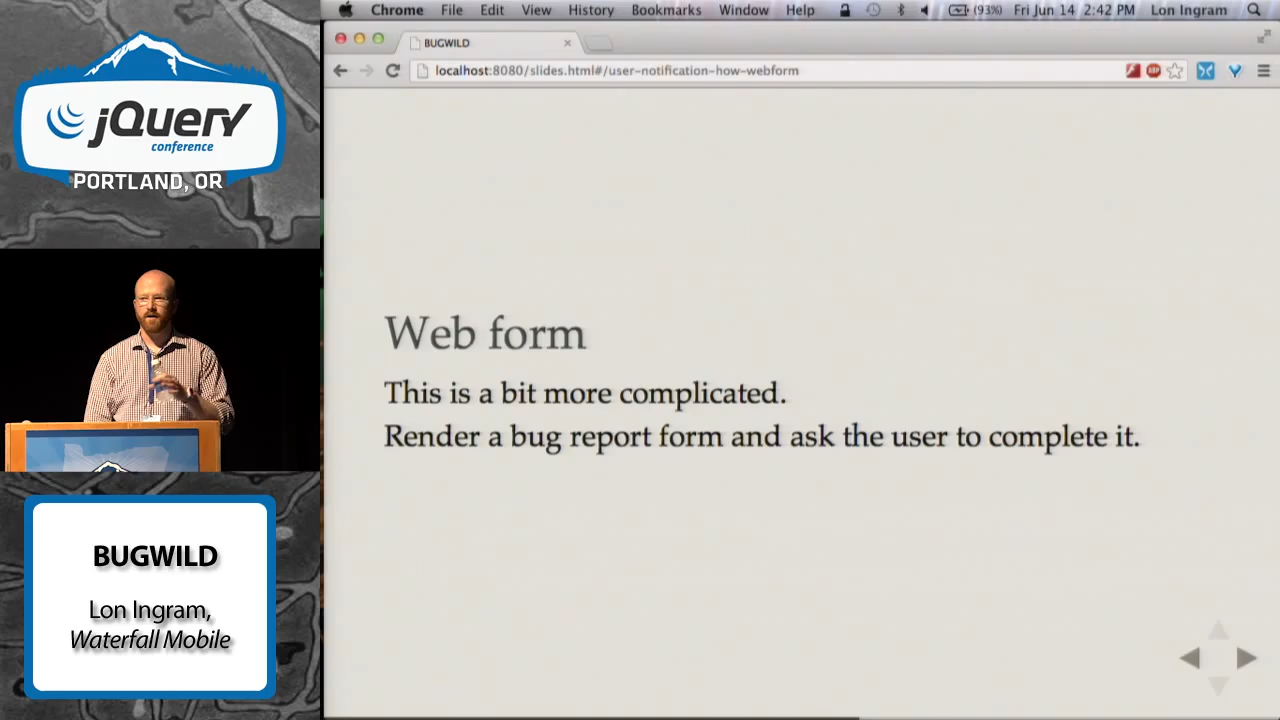 jQuery
conference
PORTLAND, OR
BUGWILD
Lon Ingram,
Waterfall Mobile
Chrome File Edit View History Bookmarks Window Help (93%) Fri Jun 14 2:42 PM Lon Ingram
BUGWILD
localhost:8080/slides.html#/user-notification-how-webform
ABP
Web form
This is a bit more complicated.
Render a bug report form and ask the user to complete it.